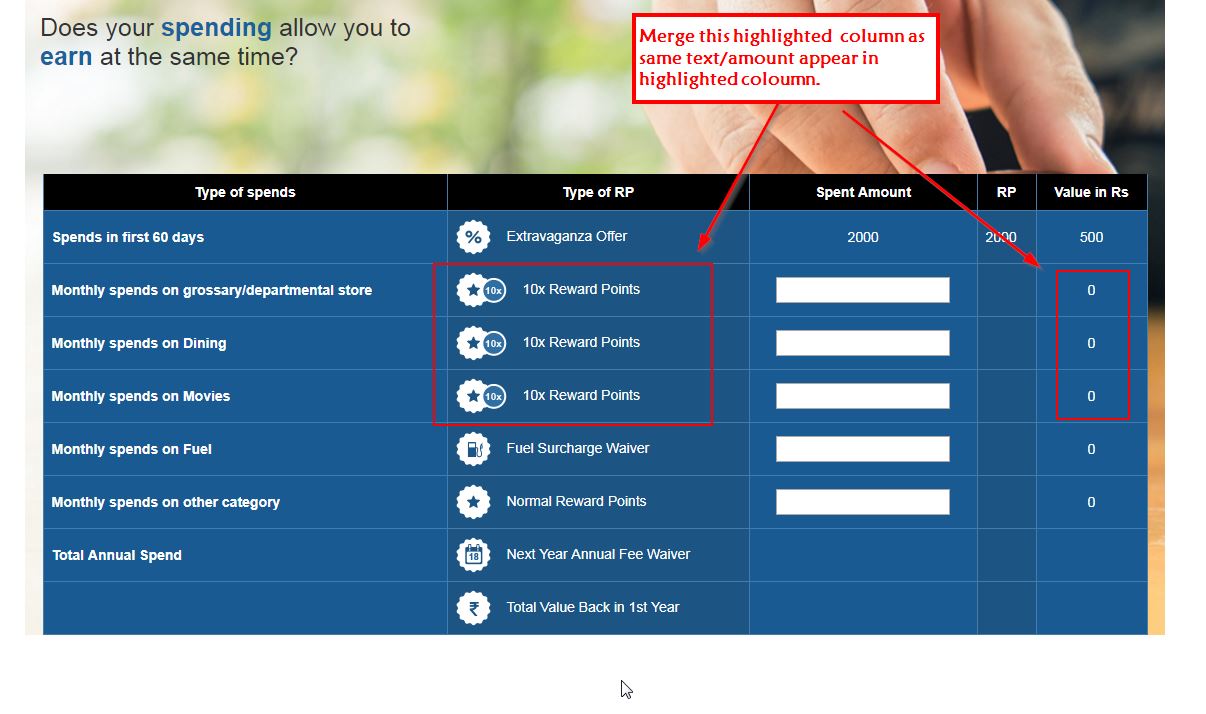 Does your spending allow you to
earn at the same time?
Merge this highlighted column as
same text/amount appear in
highlighted coloumn.
Type of spends Type of RP Spent Amount RP Value in Rs
Spends in first 60 days % Extravaganza Offer 2000 2000 500
Monthly spends on grossary/departmental store 10x 10x Reward Points 0
Monthly spends on Dining 10x 10x Reward Points 0
Monthly spends on Movies 10x 10x Reward Points 0
Monthly spends on Fuel Fuel Surcharge Waiver 0
Monthly spends on other category Normal Reward Points 0
Total Annual Spend 18 Next Year Annual Fee Waiver
₹ Total Value Back in 1st Year